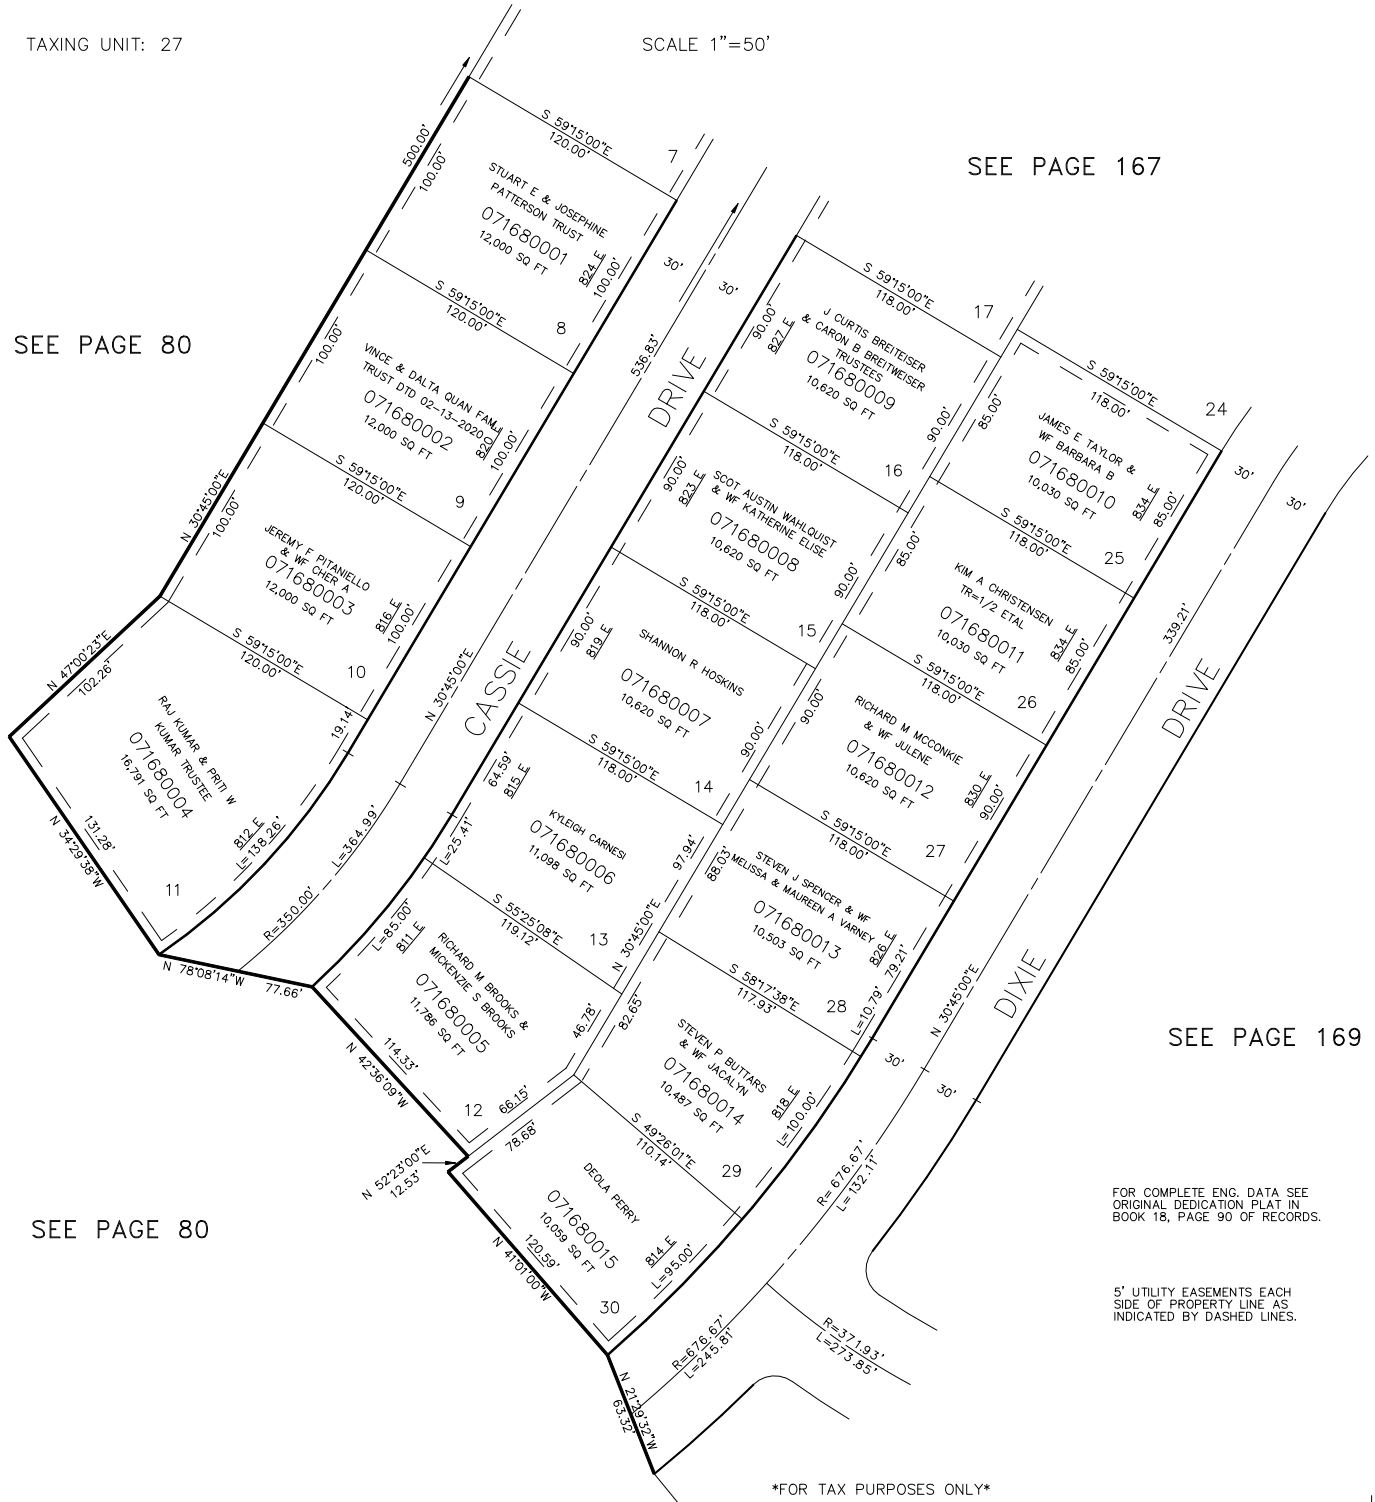 TAXING UNIT: 27
SCALE 1"=50'
SEE PAGE 167
SEE PAGE 80
SEE PAGE 80
SEE PAGE 169
500.00'
S 59°15'00"E
120.00'
7
100.00'
STUART E & JOSEPHINE
PATTERSON TRUST
071680001
12,000 SQ FT
824 E
100.00'
S 59°15'00"E
120.00'
8
100.00'
VINCE & DALTA QUAN FAM
TRUST DTD 02-13-2020
071680002
12,000 SQ FT
820 E
100.00'
S 59°15'00"E
120.00'
9
N 30°45'00"E
100.00'
JEREMY F PITANIELLO
& WF CHER A
071680003
12,000 SQ FT
816 E
100.00'
S 59°15'00"E
120.00'
10
N 47°00'23"E
102.26'
19.14'
RAJ KUMAR & PRITI W
KUMAR TRUSTEE
071680004
16,791 SQ FT
812 E
L=138.26'
131.28'
N 34°29'38"W
11
30'
30'
536.83'
DRIVE
CASSIE
N 30°45'00"E
L=364.99'
R=350.00'
N 78°08'14"W
77.66'
S 59°15'00"E
118.00'
17
90.00'
827 E
J CURTIS BREITEISER
& CARON B BREITWEISER
TRUSTEES
071680009
10,620 SQ FT
90.00'
S 59°15'00"E
118.00'
16
90.00'
823 E
SCOT AUSTIN WAHLQUIST
& WF KATHERINE ELISE
071680008
10,620 SQ FT
90.00'
S 59°15'00"E
118.00'
15
90.00'
819 E
SHANNON R HOSKINS
071680007
10,620 SQ FT
90.00'
S 59°15'00"E
118.00'
14
64.59'
815 E
L=25.41'
KYLEIGH CARNESI
071680006
11,098 SQ FT
97.94'
N 30°45'00"E
S 55°25'08"E
119.12'
13
L=85.00'
811 E
RICHARD M BROOKS &
MICKENZIE S BROOKS
071680005
11,786 SQ FT
46.78'
114.33'
N 42°36'09"W
12
66.15'
N 52°23'00"E
12.53'
S 59°15'00"E
118.00'
24
85.00'
JAMES E TAYLOR &
WF BARBARA B
071680010
10,030 SQ FT
834 E
85.00'
S 59°15'00"E
118.00'
25
85.00'
KIM A CHRISTENSEN
TR=1/2 ETAL
071680011
10,030 SQ FT
834 E
85.00'
S 59°15'00"E
118.00'
26
90.00'
RICHARD M MCCONKIE
& WF JULENE
071680012
10,620 SQ FT
830 E
90.00'
S 59°15'00"E
118.00'
27
88.03'
STEVEN J SPENCER & WF
MELISSA & MAUREEN A VARNEY
071680013
10,503 SQ FT
826 E
79.21'
L=10.79'
S 58°17'38"E
117.93'
28
82.65'
STEVEN P BUTTARS
& WF JACALYN
071680014
10,487 SQ FT
818 E
L=100.00'
S 49°26'01"E
110.14'
29
78.68'
DEOLA PERRY
071680015
10,059 SQ FT
814 E
L=95.00'
120.59'
N 41°01'00"W
30
30'
30'
339.21'
DRIVE
DIXIE
N 30°45'00"E
30'
30'
R=676.67'
L=132.11'
R=676.67'
L=245.81'
R=371.93'
L=273.85'
N 21°29'32"W
63.32'
FOR COMPLETE ENG. DATA SEE
ORIGINAL DEDICATION PLAT IN
BOOK 18, PAGE 90 OF RECORDS.
5' UTILITY EASEMENTS EACH
SIDE OF PROPERTY LINE AS
INDICATED BY DASHED LINES.
*FOR TAX PURPOSES ONLY*